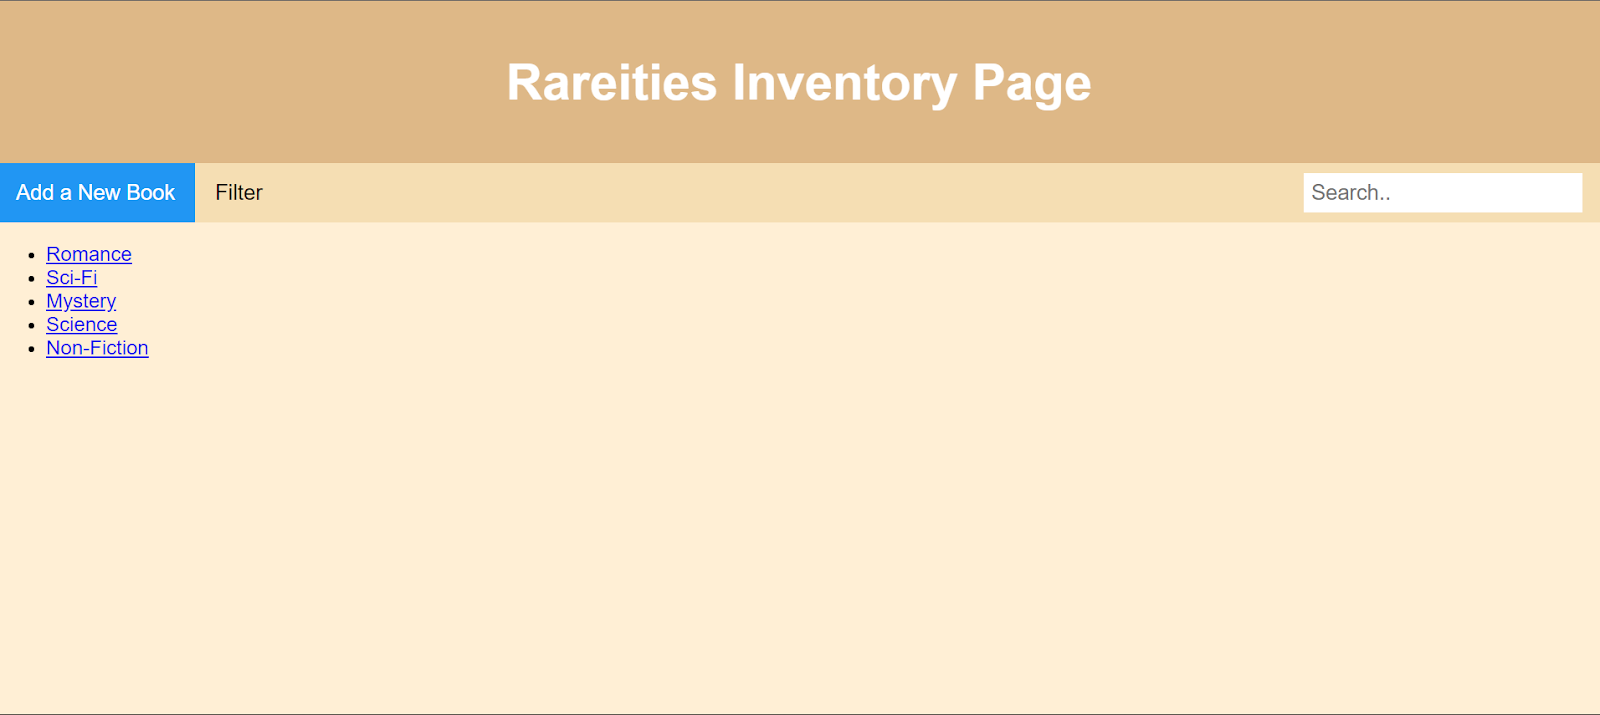 Rareities Inventory Page
Add a New Book Filter Search..
Romance
Sci-Fi
Mystery
Science
Non-Fiction